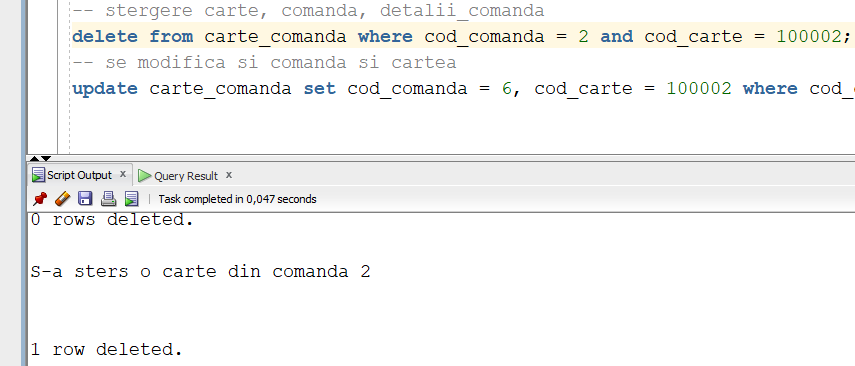 -- stergere carte, comanda, detalii_comanda
delete from carte_comanda where cod_comanda = 2 and cod_carte = 100002;
-- se modifica si comanda si cartea
update carte_comanda set cod_comanda = 6, cod_carte = 100002 where cod_
Script Output x Query Result x
Task completed in 0,047 seconds
0 rows deleted.
S-a sters o carte din comanda 2
1 row deleted.